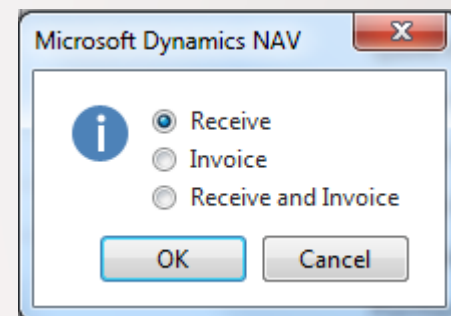 Microsoft Dynamics NAV
Receive
Invoice
Receive and Invoice
OK Cancel